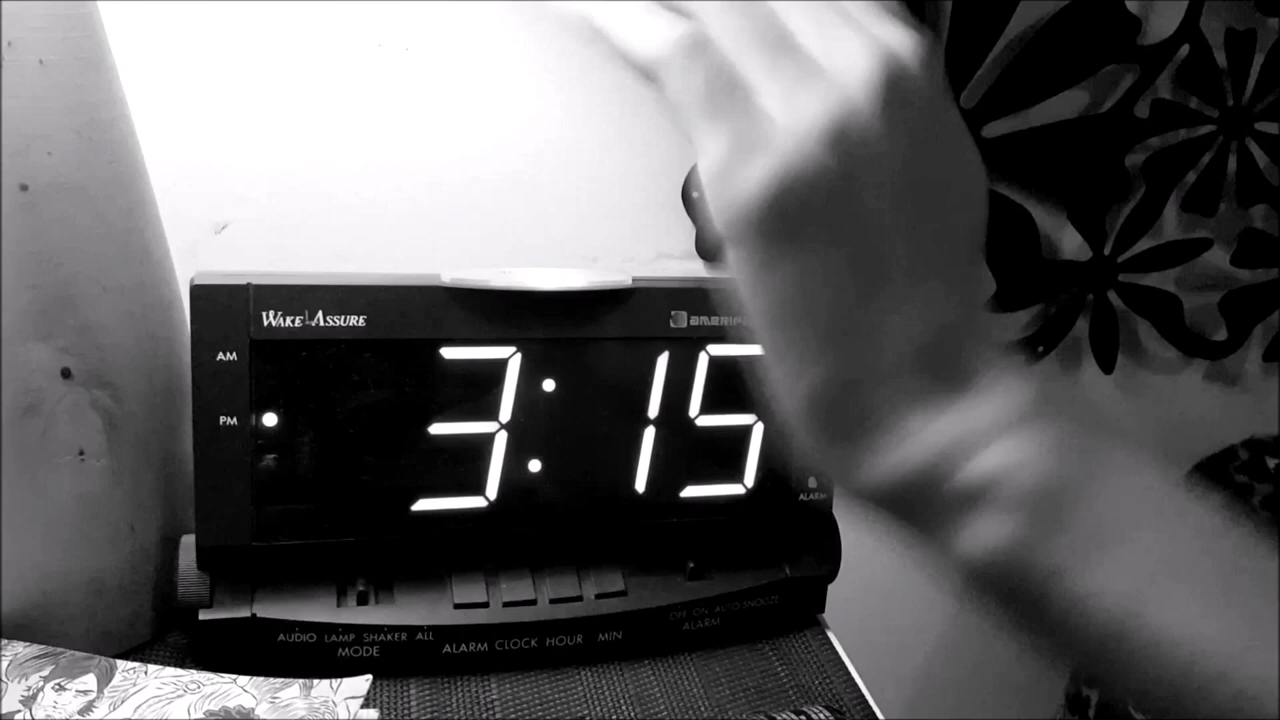 WAKE ASSURE
AM
3:15
PM
ALARM
AUDIO LAMP SHAKER ALL
MODE
ALARM CLOCK HOUR MIN
OFF ON AUTO SNOOZE
ALARM